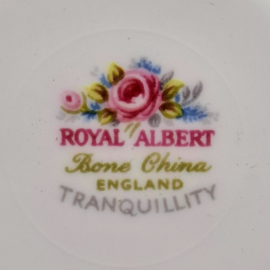 ROYAL ALBERT
Bone China
ENGLAND
TRANQUILLITY